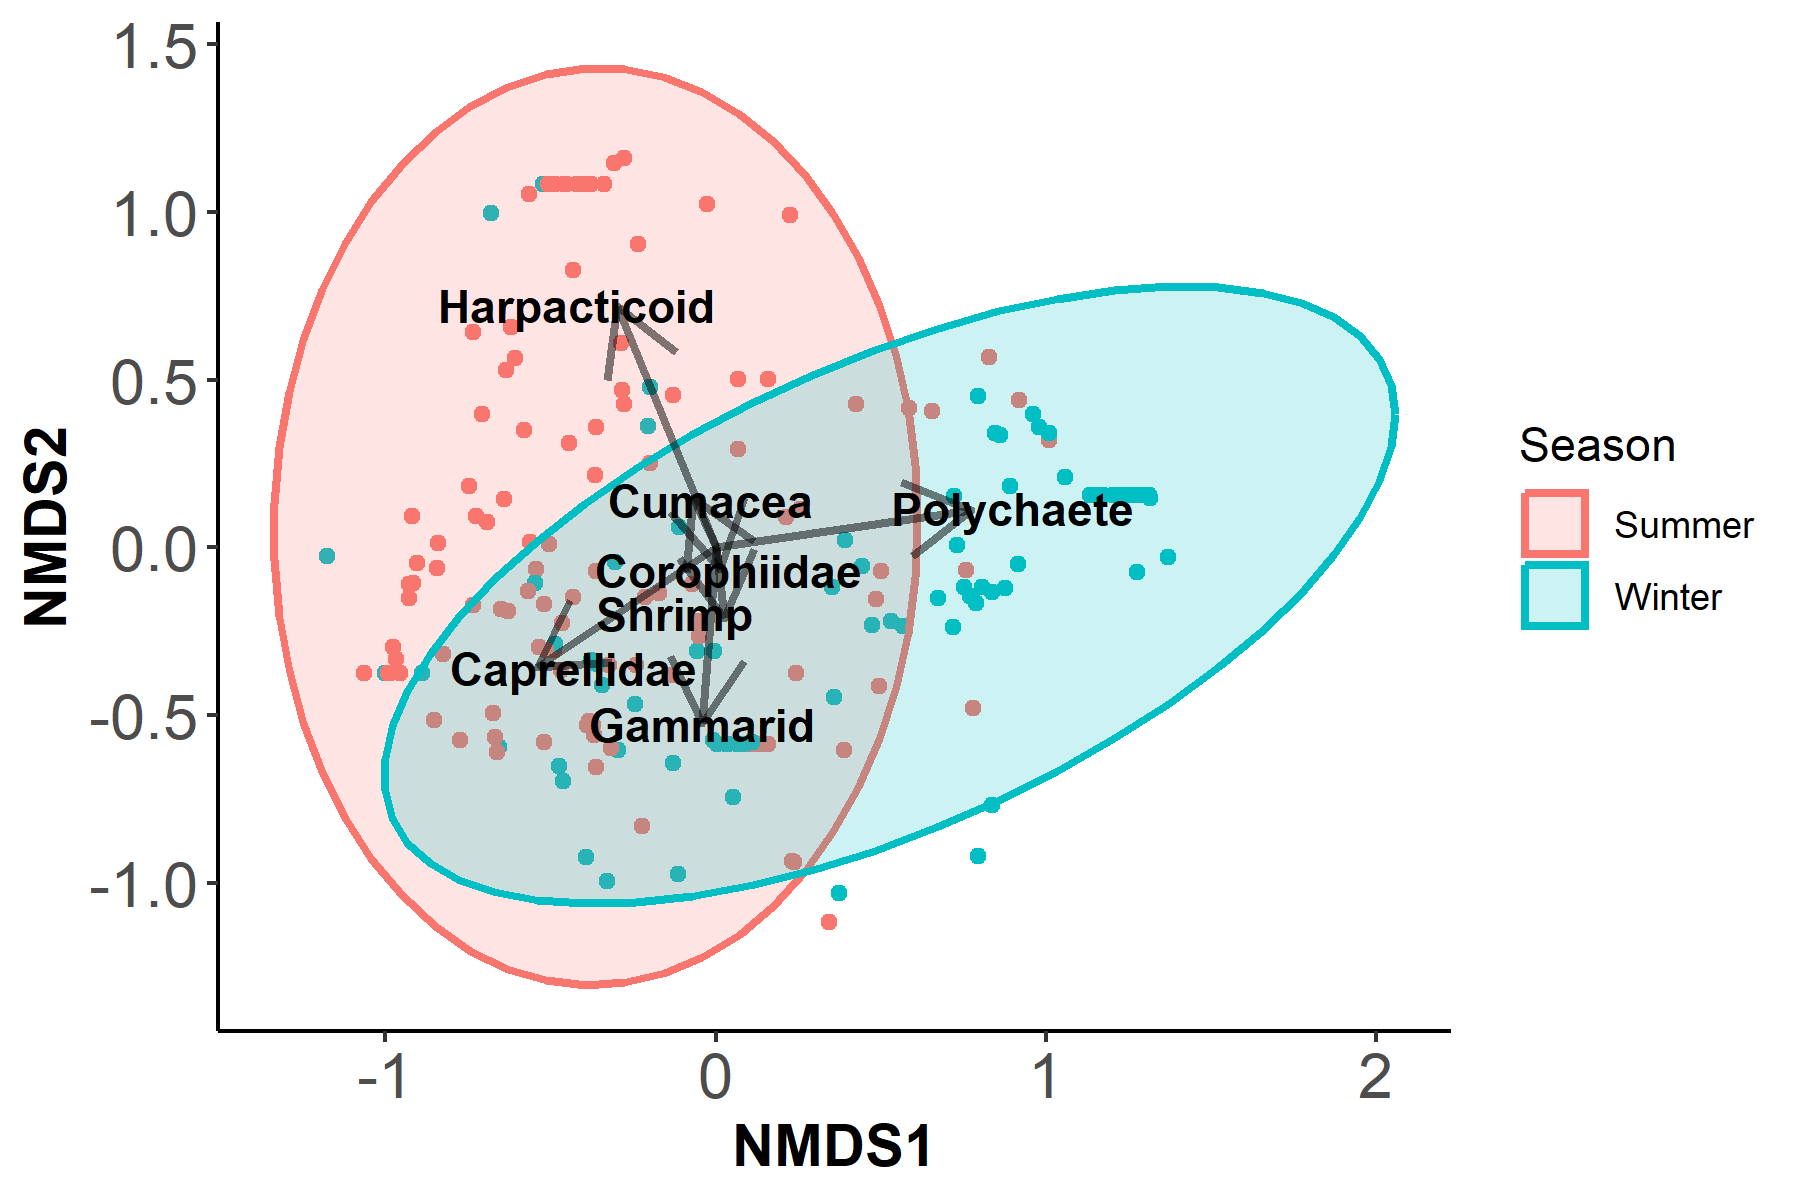 1.5
1.0
0.5
0.0
-0.5
-1.0
NMDS2
Harpacticoid
Cumacea
Polychaete
Corophiidae
Shrimp
Caprellidae
Gammarid
-1
0
1
2
NMDS1
Season
Summer
Winter